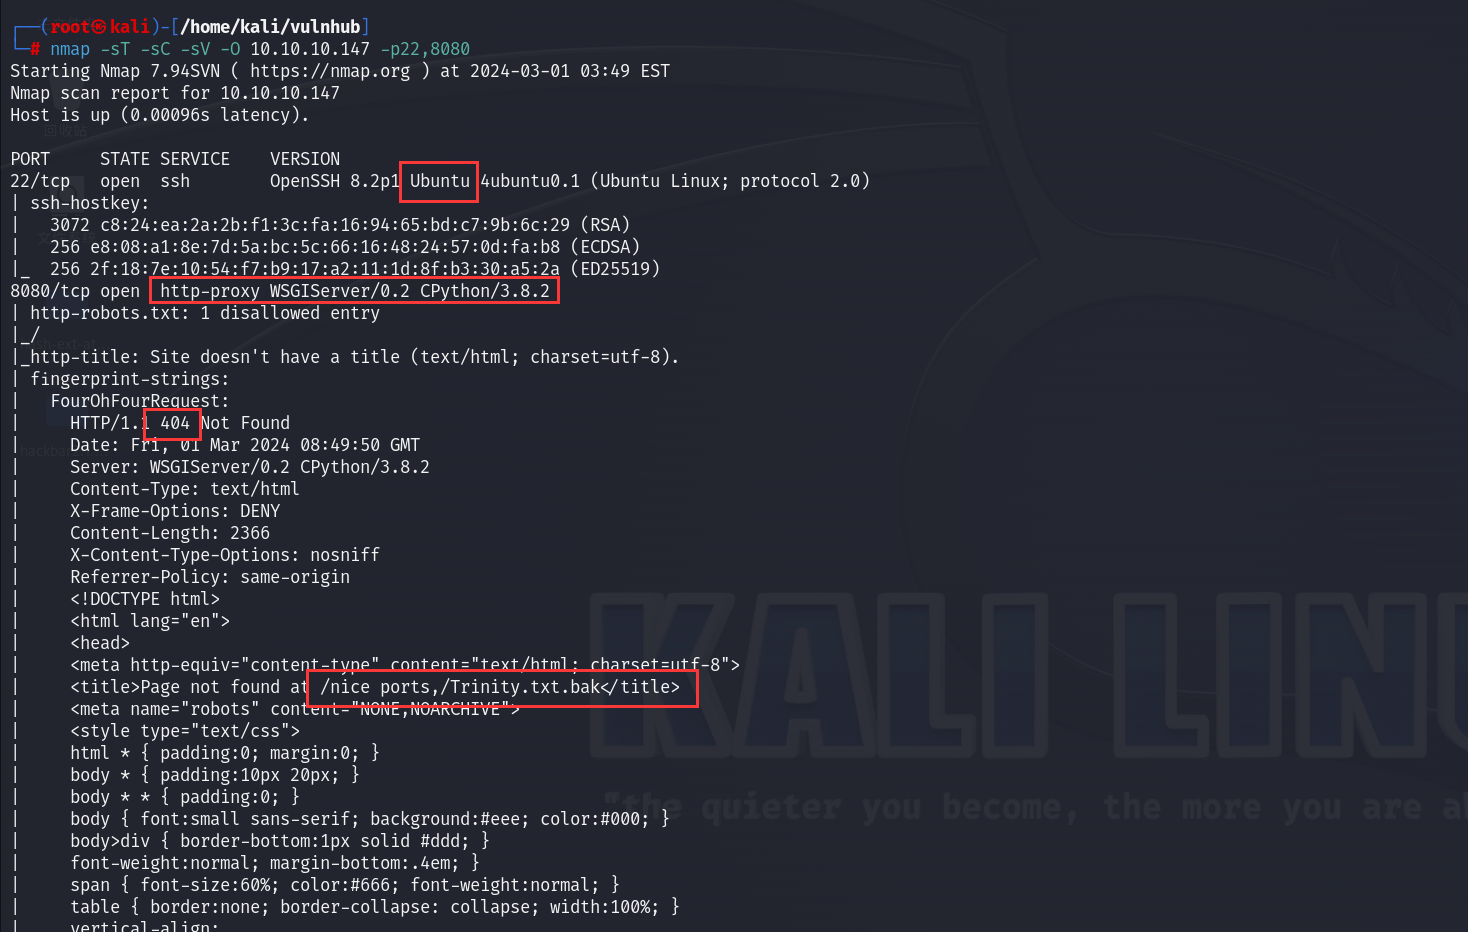 ┌──(root㉿kali)-[/home/kali/vulnhub]
└─# nmap -sT -sC -sV -O 10.10.10.147 -p22,8080
Starting Nmap 7.94SVN ( https://nmap.org ) at 2024-03-01 03:49 EST
Nmap scan report for 10.10.10.147
Host is up (0.00096s latency).
回收站
PORT     STATE SERVICE    VERSION
22/tcp   open  ssh        OpenSSH 8.2p1 Ubuntu 4ubuntu0.1 (Ubuntu Linux; protocol 2.0)
| ssh-hostkey:
|   3072 c8:24:ea:2a:2b:f1:3c:fa:16:94:65:bd:c7:9b:6c:29 (RSA)
|   256 e8:08:a1:8e:7d:5a:bc:5c:66:16:48:24:57:0d:fa:b8 (ECDSA)
|_  256 2f:18:7e:10:54:f7:b9:17:a2:11:1d:8f:b3:30:a5:2a (ED25519)
8080/tcp open  http-proxy WSGIServer/0.2 CPython/3.8.2
| http-robots.txt: 1 disallowed entry
|_/
|_http-title: Site doesn't have a title (text/html; charset=utf-8).
| fingerprint-strings:
|   FourOhFourRequest:
|     HTTP/1.1 404 Not Found
|     Date: Fri, 01 Mar 2024 08:49:50 GMT
|     Server: WSGIServer/0.2 CPython/3.8.2
|     Content-Type: text/html
|     X-Frame-Options: DENY
|     Content-Length: 2366
|     X-Content-Type-Options: nosniff
|     Referrer-Policy: same-origin
|     <!DOCTYPE html>
|     <html lang="en">
|     <head>
|     <meta http-equiv="content-type" content="text/html; charset=utf-8">
|     <title>Page not found at /nice ports,/Trinity.txt.bak</title>
|     <meta name="robots" content="NONE,NOARCHIVE">
|     <style type="text/css">
|     html * { padding:0; margin:0; }
|     body * { padding:10px 20px; }
|     body * * { padding:0; }
|     body { font:small sans-serif; background:#eee; color:#000; }
|     body>div { border-bottom:1px solid #ddd; }
|     font-weight:normal; margin-bottom:.4em; }
|     span { font-size:60%; color:#666; font-weight:normal; }
|     table { border:none; border-collapse: collapse; width:100%; }
|     vertical-align:
KALI LINU
"the quieter you become, the more you are a